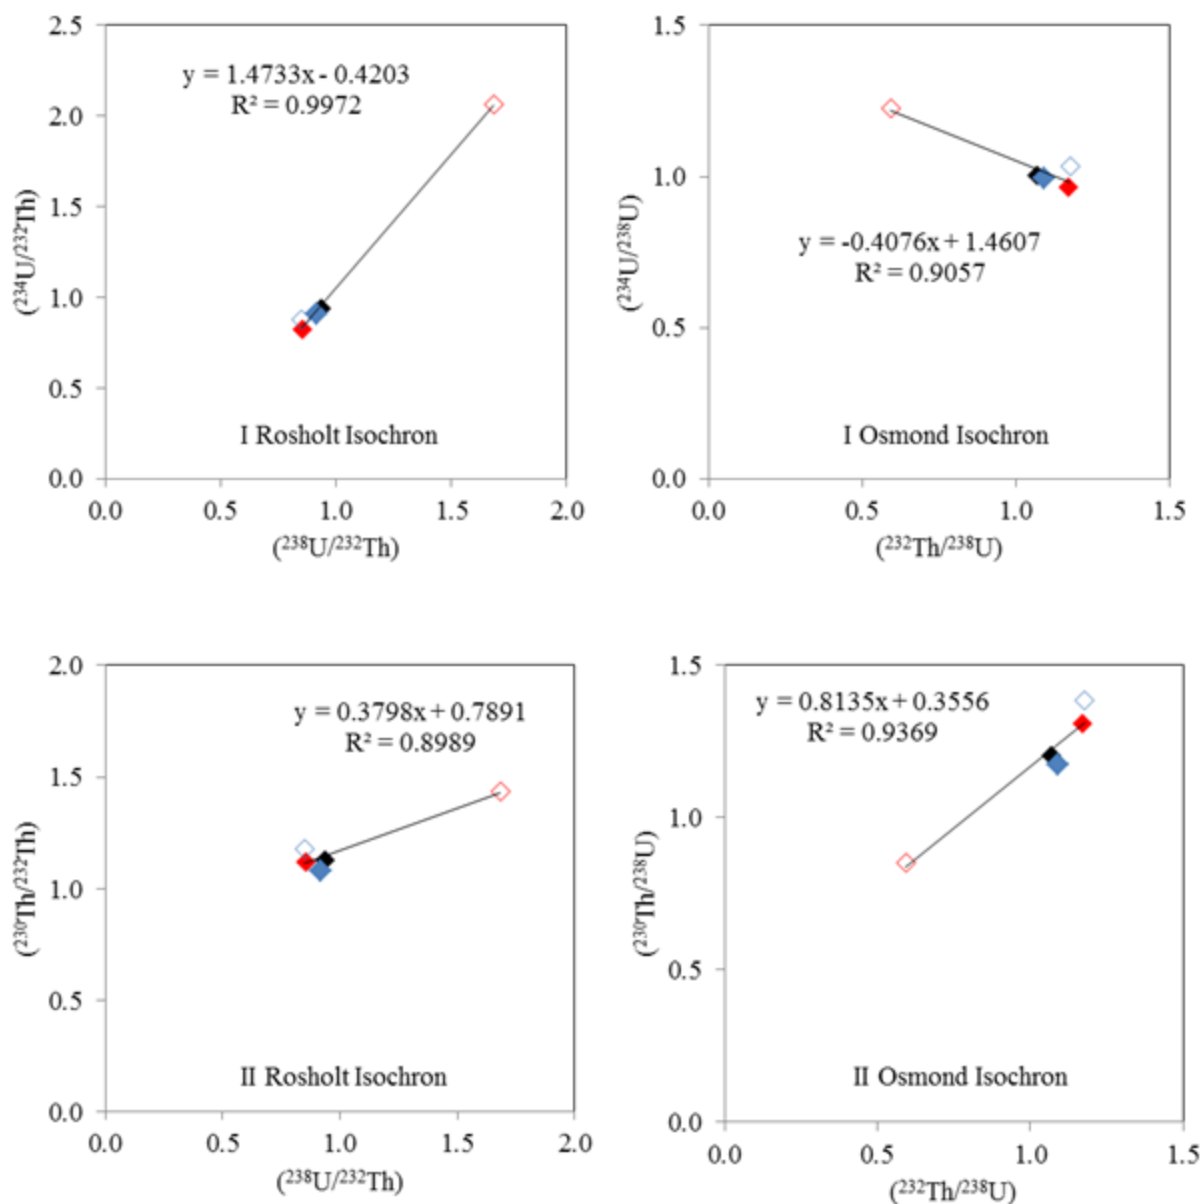 2.5
2.0
1.5
1.0
0.5
0.0
(²³⁴U/²³²Th)
y = 1.4733x - 0.4203
R² = 0.9972
I Rosholt Isochron
0.0 0.5 1.0 1.5 2.0
(²³⁸U/²³²Th)
1.5
1.0
0.5
0.0
(²³⁴U/²³⁸U)
y = -0.4076x + 1.4607
R² = 0.9057
I Osmond Isochron
0.0 0.5 1.0 1.5
(²³²Th/²³⁸U)
2.0
1.5
1.0
0.5
0.0
(²³⁰Th/²³²Th)
y = 0.3798x + 0.7891
R² = 0.8989
II Rosholt Isochron
0.0 0.5 1.0 1.5 2.0
(²³⁸U/²³²Th)
1.5
1.0
0.5
0.0
(²³⁰Th/²³⁸U)
y = 0.8135x + 0.3556
R² = 0.9369
II Osmond Isochron
0.0 0.5 1.0 1.5
(²³²Th/²³⁸U)